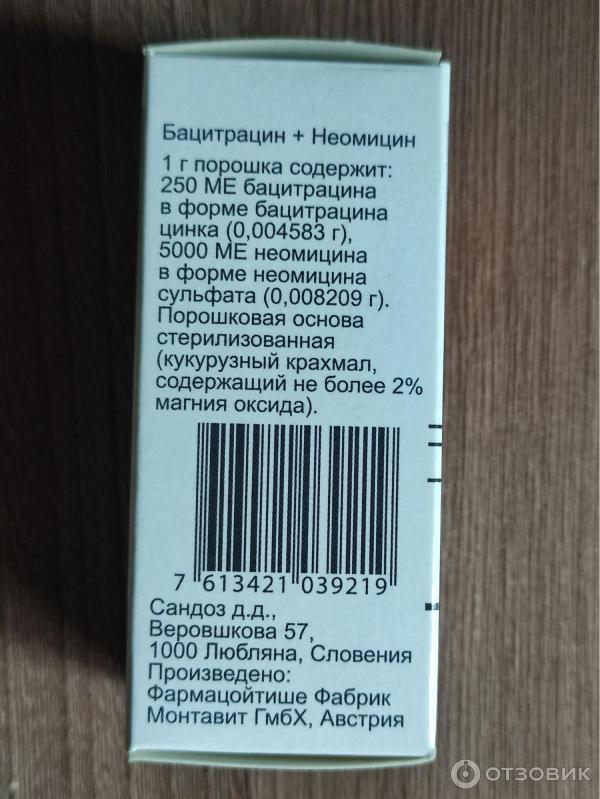 Бацитрацин + Неомицин
1 г порошка содержит:
250 МЕ бацитрацина
в форме бацитрацина
цинка (0,004583 г),
5000 МЕ неомицина
в форме неомицина
сульфата (0,008209 г).
Порошковая основа
стерилизованная
(кукурузный крахмал,
содержащий не более 2%
магния оксида).
7 613421 039219
Сандоз д.д.,
Веровшкова 57,
1000 Любляна, Словения
Произведено:
Фармацойтише Фабрик
Монтавит ГмбХ, Австрия
ОТЗОВИК